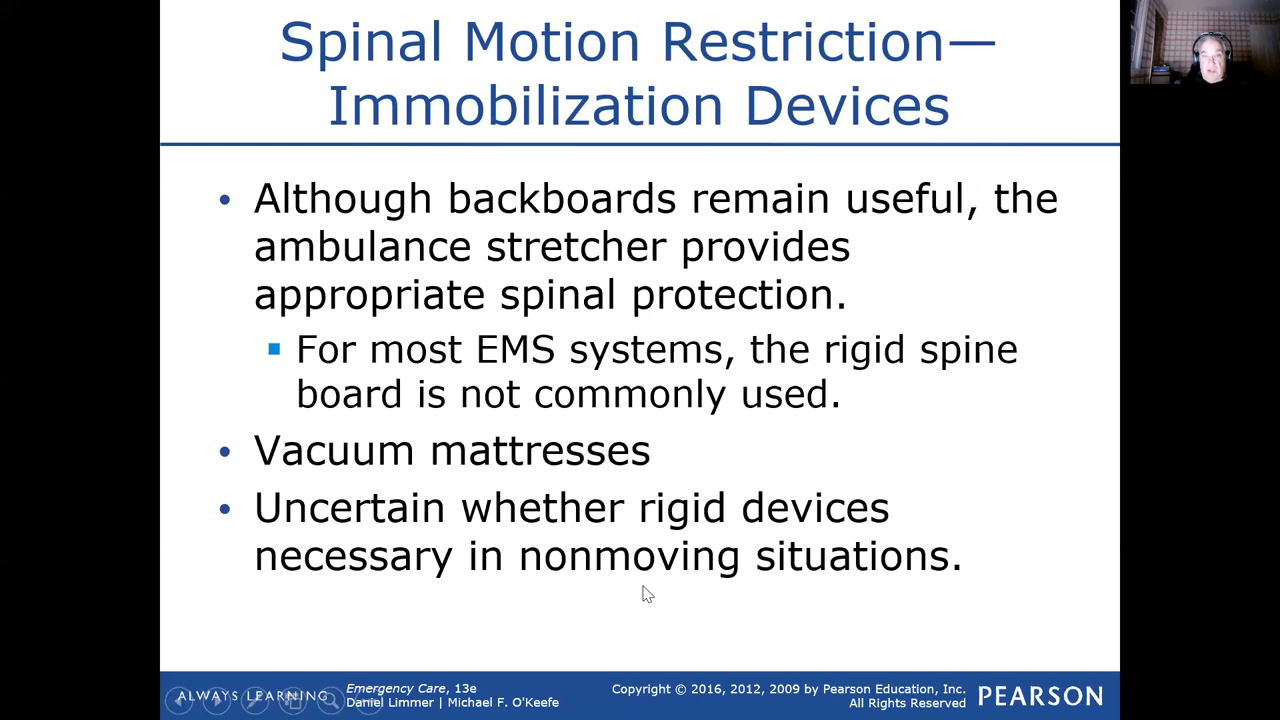 Spinal Motion Restriction—
Immobilization Devices
• Although backboards remain useful, the
ambulance stretcher provides
appropriate spinal protection.
▪ For most EMS systems, the rigid spine
board is not commonly used.
• Vacuum mattresses
• Uncertain whether rigid devices
necessary in nonmoving situations.
ALWAYS LEARNING
Emergency Care, 13e
Daniel Limmer | Michael F. O'Keefe
Copyright © 2016, 2012, 2009 by Pearson Education, Inc.
All Rights Reserved
PEARSON